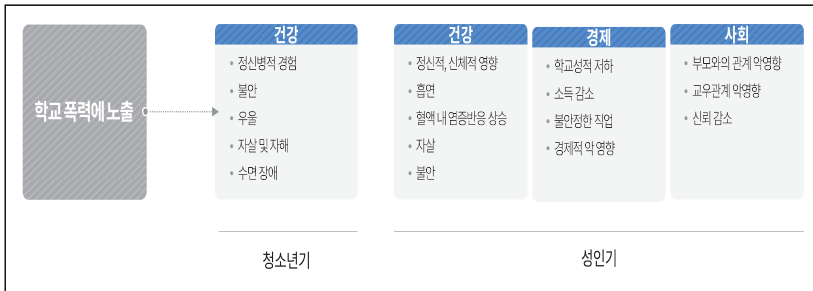 학교 폭력에 노출
건강
• 정신병적 경험
• 불안
• 우울
• 자살 및 자해
• 수면 장애
청소년기
건강
• 정신적, 신체적 영향
• 흡연
• 혈액 내 염증반응 상승
• 자살
• 불안
경제
• 학교성적 저하
• 소득 감소
• 불안정한 직업
• 경제적 악 영향
사회
• 부모와의 관계 악영향
• 교우관계 악영향
• 신뢰 감소
성인기